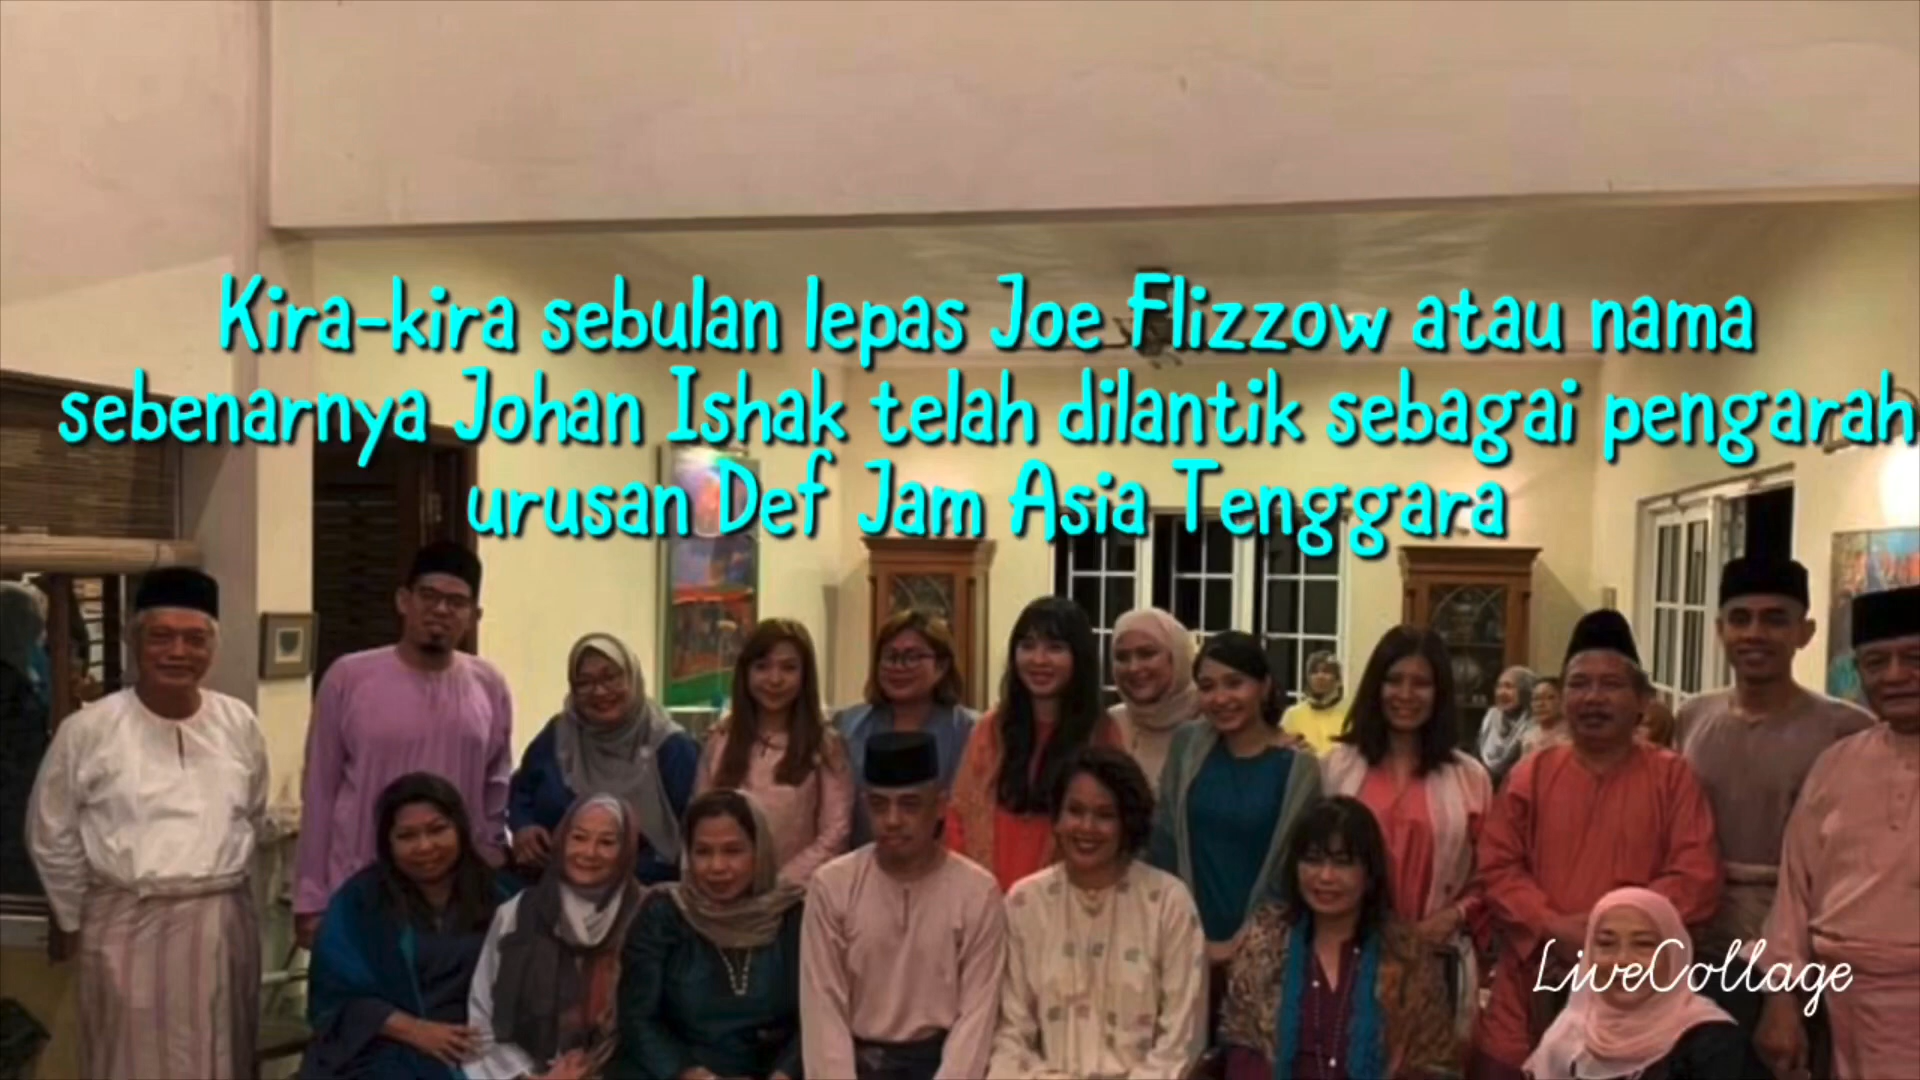 Kira-kira sebulan lepas Joe Flizzow atau nama
sebenarnya Johan Ishak telah dilantik sebagai pengarah
urusan Def Jam Asia Tenggara
LiveCollage